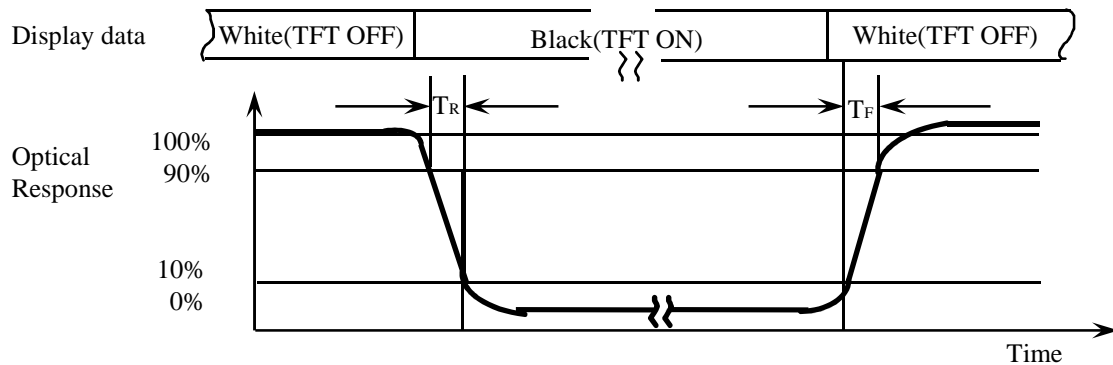 Display data White(TFT OFF) Black(TFT ON) White(TFT OFF)
TR TF
100%
Optical
Response
90%
10%
0%
Time